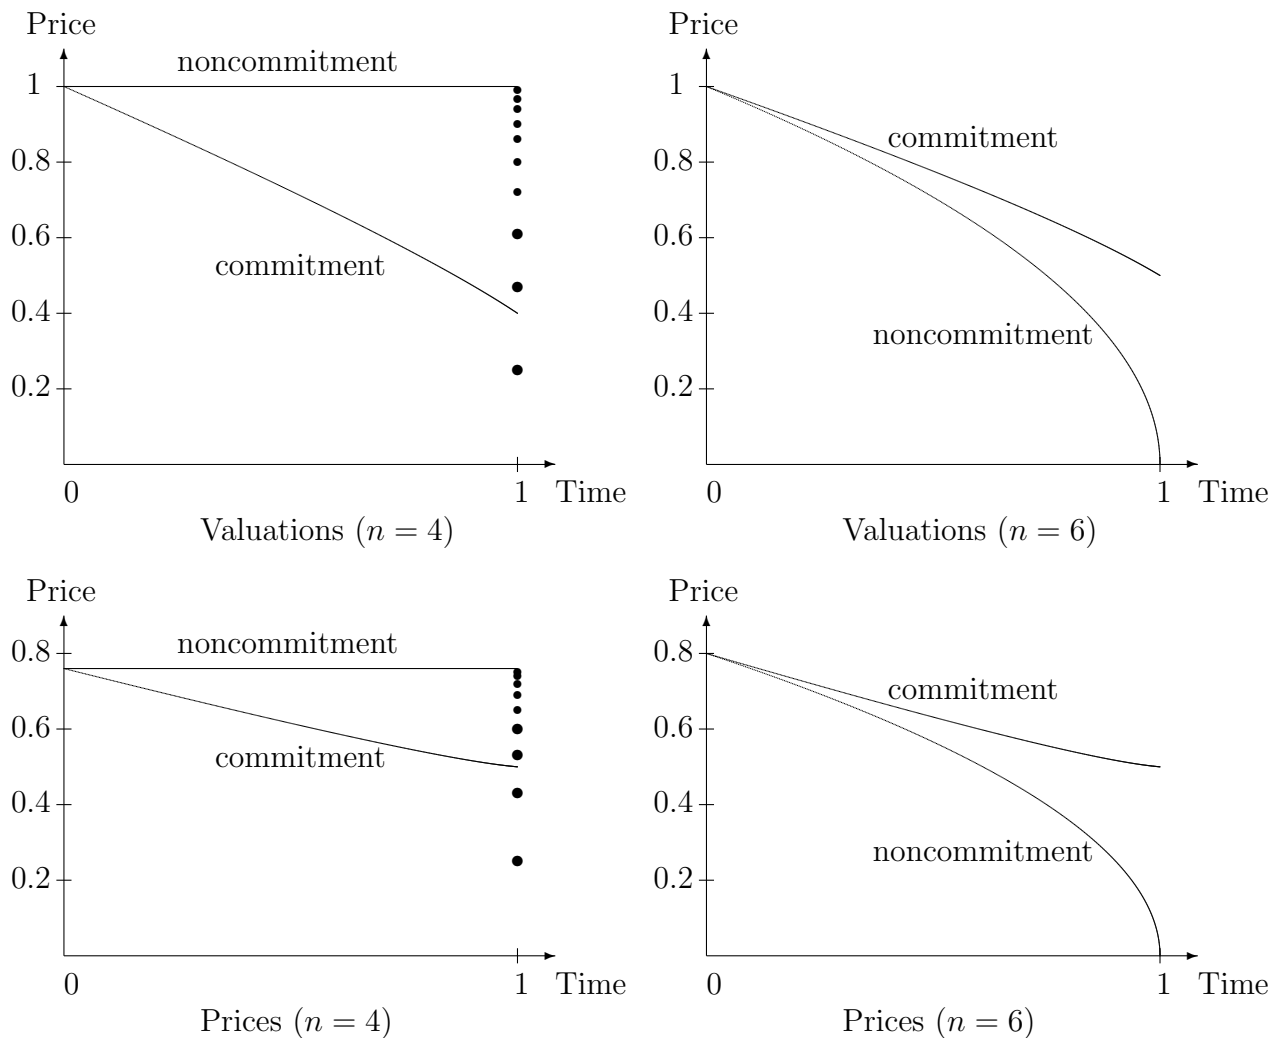 Price
noncommitment
1
0.8
0.6
commitment
0.4
0.2
0
1
Time
Valuations (n = 4)
Price
1
commitment
0.8
0.6
0.4
noncommitment
0.2
0
1
Time
Valuations (n = 6)
Price
0.8
noncommitment
0.6
commitment
0.4
0.2
0
1
Time
Prices (n = 4)
Price
0.8
commitment
0.6
0.4
noncommitment
0.2
0
1
Time
Prices (n = 6)